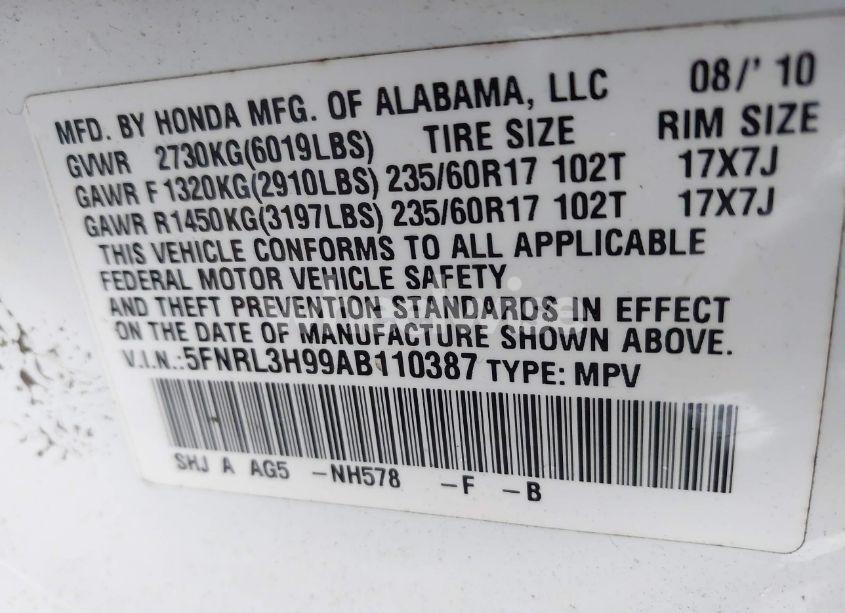 MFD. BY HONDA MFG. OF ALABAMA, LLC 08/' 10
GVWR 2730KG(6019LBS) TIRE SIZE RIM SIZE
GAWR F 1320KG(2910LBS) 235/60R17 102T 17X7J
GAWR R1450KG(3197LBS) 235/60R17 102T 17X7J
THIS VEHICLE CONFORMS TO ALL APPLICABLE
FEDERAL MOTOR VEHICLE SAFETY
AND THEFT PREVENTION STANDARDS IN EFFECT
ON THE DATE OF MANUFACTURE SHOWN ABOVE.
V.I.N.:5FNRL3H99AB110387 TYPE: MPV
SHJ A AG5 -NH578 -F -B